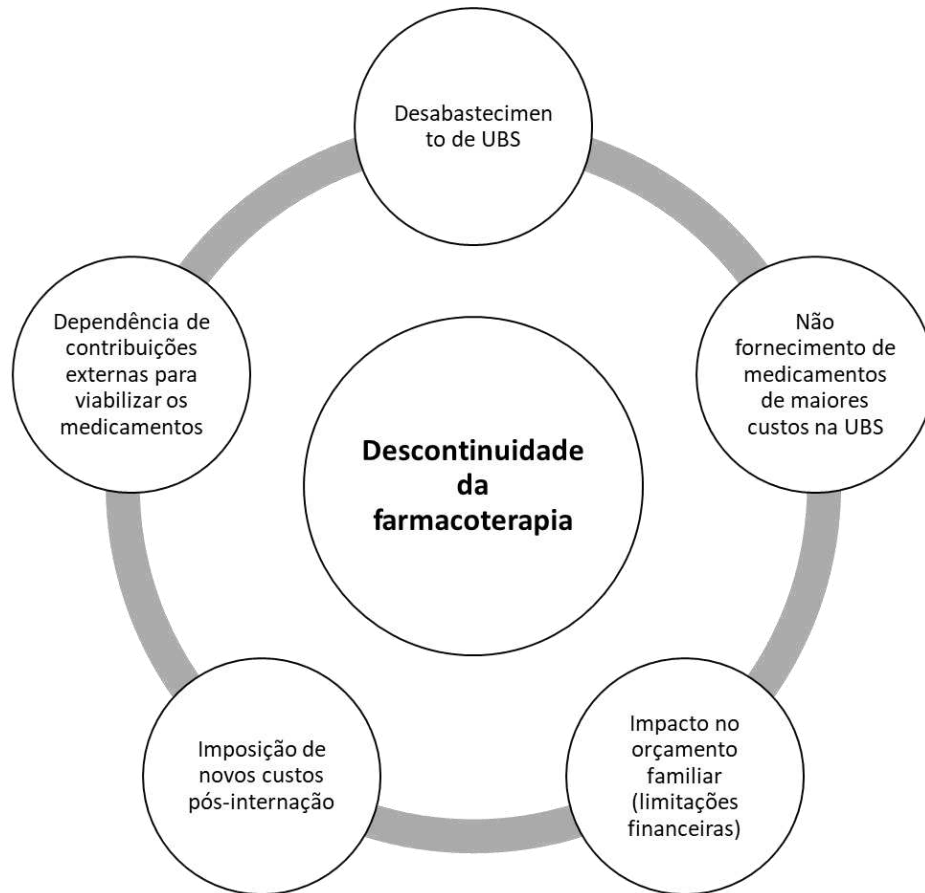 Desabastecimen
to de UBS
Não
fornecimento de
medicamentos
de maiores
custos na UBS
Impacto no
orçamento
familiar
(limitações
financeiras)
Imposição de
novos custos
pós-internação
Dependência de
contribuições
externas para
viabilizar os
medicamentos
Descontinuidade
da
farmacoterapia